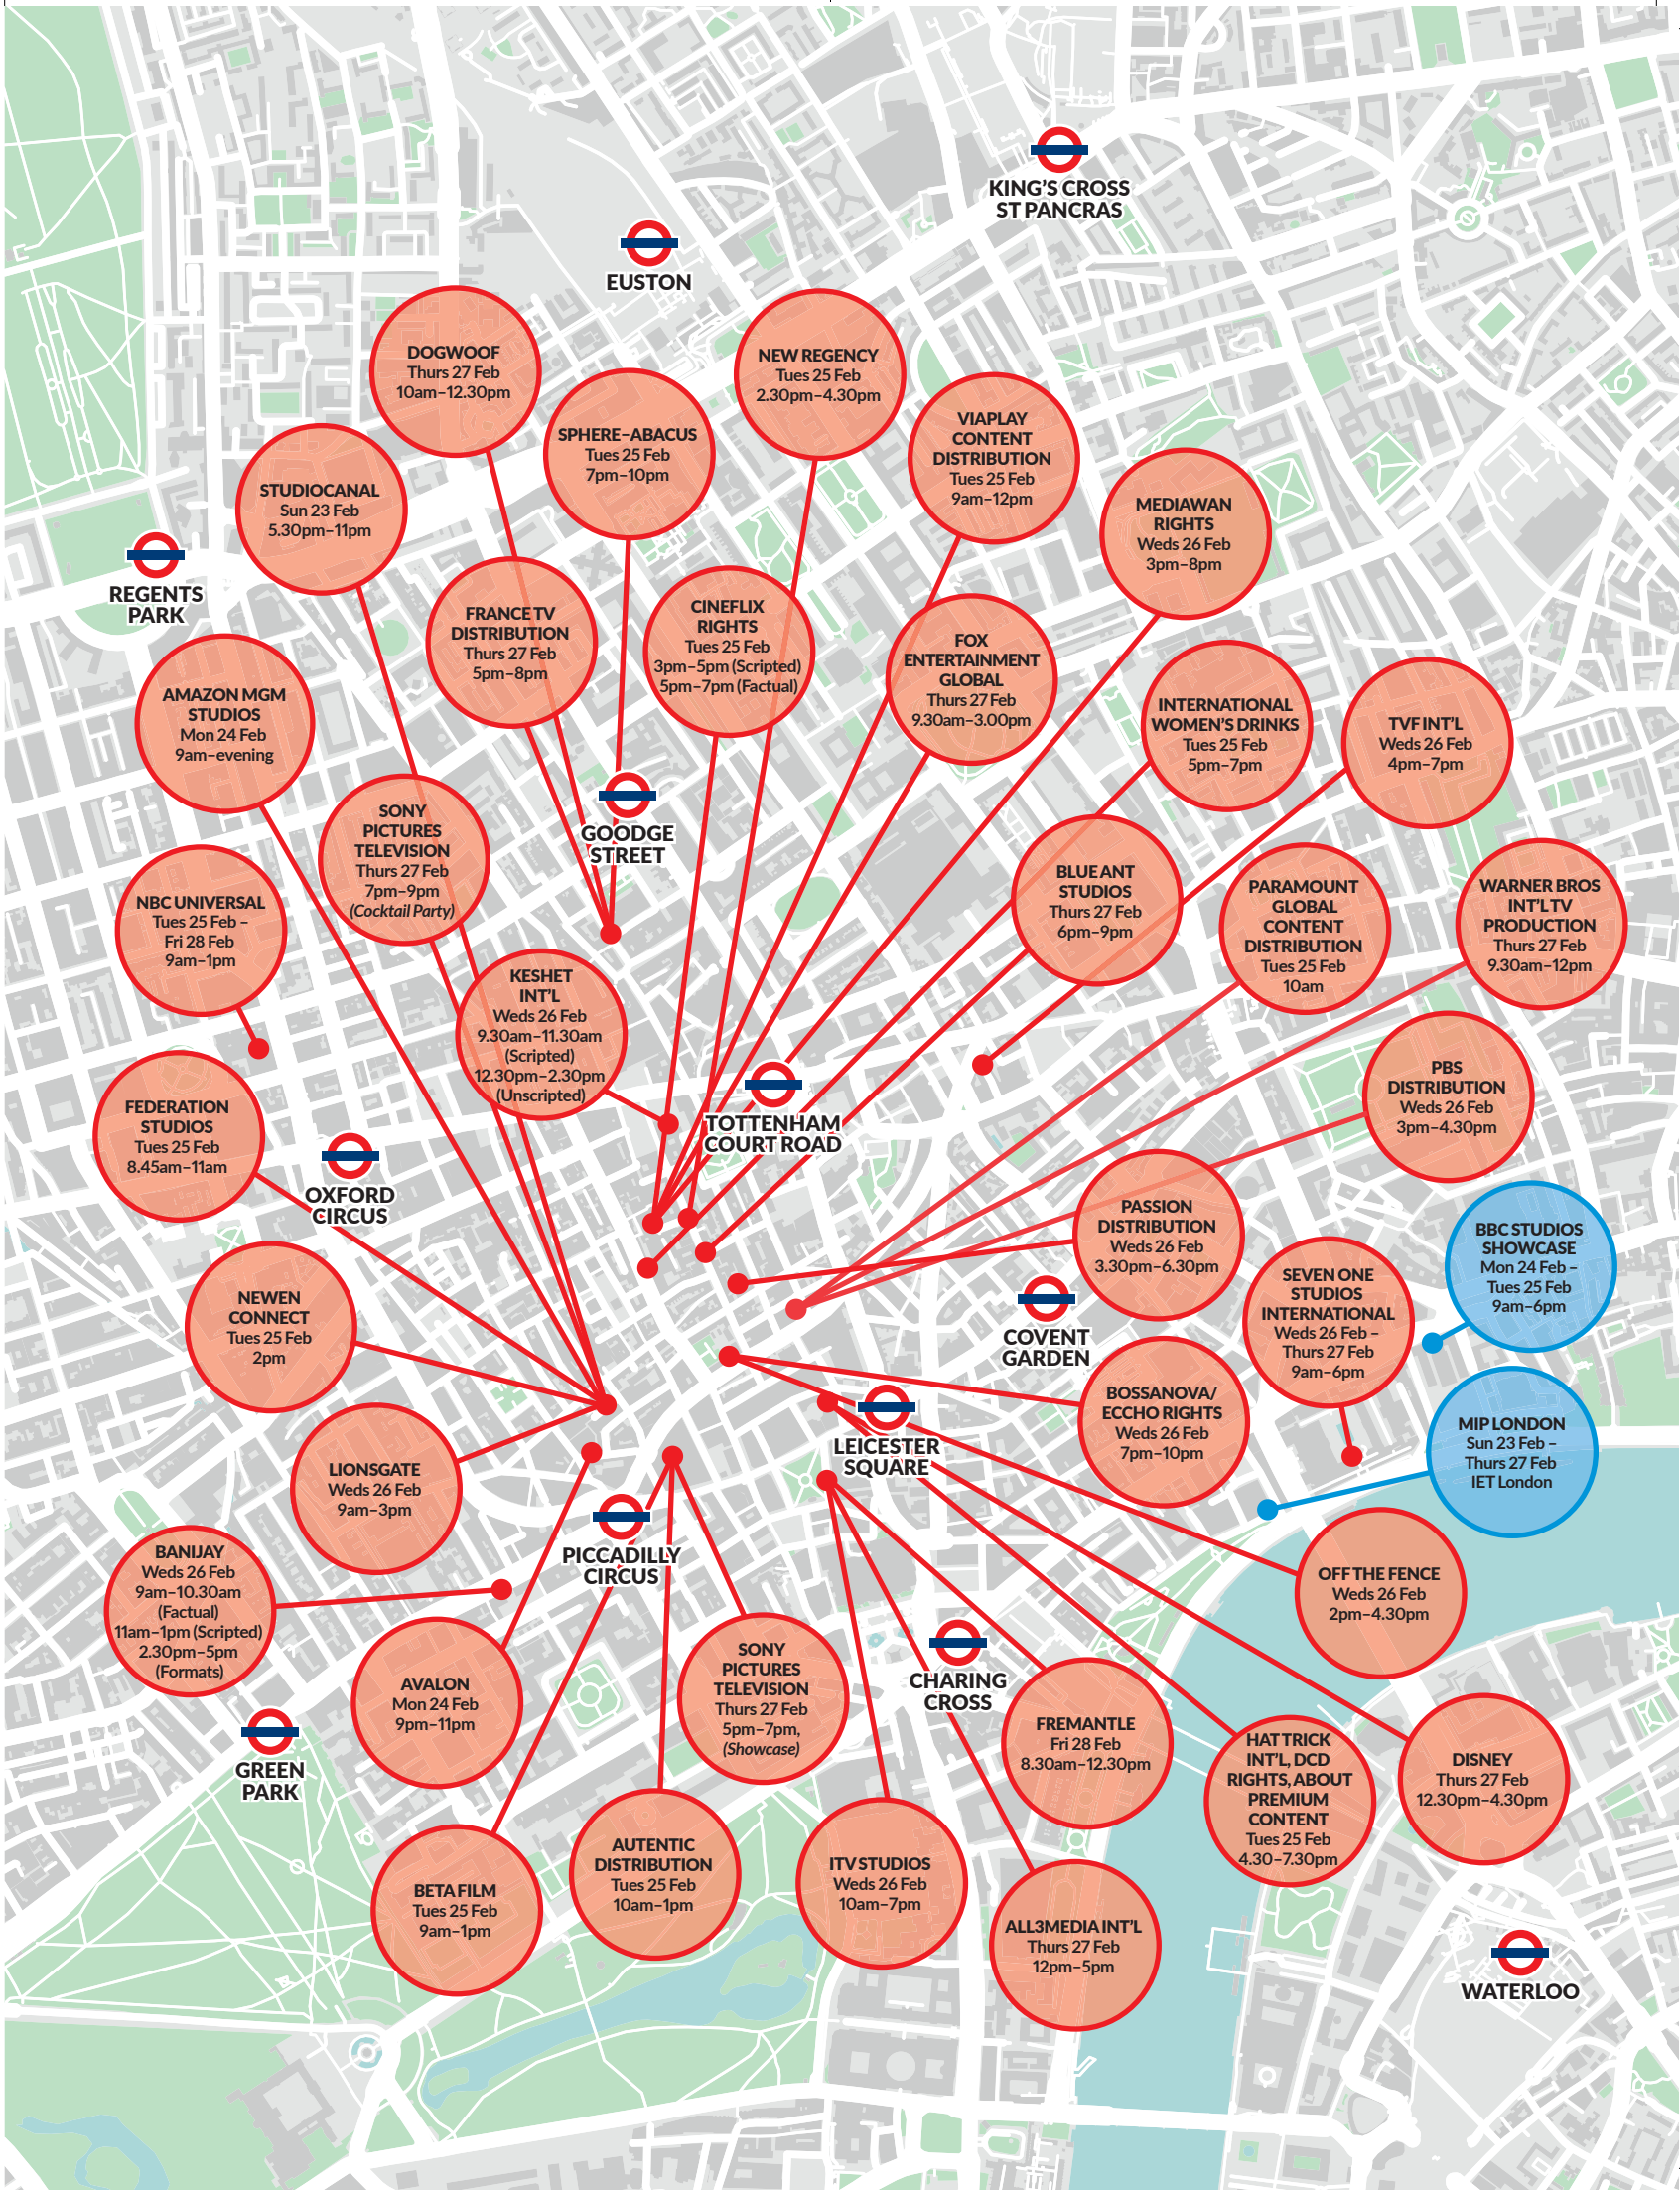 KING'S CROSS
ST PANCRAS
EUSTON
DOGWOOF
Thurs 27 Feb
10am–12.30pm
NEW REGENCY
Tues 25 Feb
2.30pm–4.30pm
SPHERE–ABACUS
Tues 25 Feb
7pm–10pm
VIAPLAY
CONTENT
DISTRIBUTION
Tues 25 Feb
9am–12pm
STUDIOCANAL
Sun 23 Feb
5.30pm–11pm
MEDIAWAN
RIGHTS
Weds 26 Feb
3pm–8pm
REGENTS
PARK
FRANCE TV
DISTRIBUTION
Thurs 27 Feb
5pm–8pm
CINEFLIX
RIGHTS
Tues 25 Feb
3pm–5pm (Scripted)
5pm–7pm (Factual)
FOX
ENTERTAINMENT
GLOBAL
Thurs 27 Feb
9.30am–3.00pm
AMAZON MGM
STUDIOS
Mon 24 Feb
9am–evening
INTERNATIONAL
WOMEN'S DRINKS
Tues 25 Feb
5pm–7pm
TVF INT'L
Weds 26 Feb
4pm–7pm
SONY
PICTURES
TELEVISION
Thurs 27 Feb
7pm–9pm
(Cocktail Party)
GOODGE
STREET
BLUE ANT
STUDIOS
Thurs 27 Feb
6pm–9pm
PARAMOUNT
GLOBAL
CONTENT
DISTRIBUTION
Tues 25 Feb
10am
WARNER BROS
INT'L TV
PRODUCTION
Thurs 27 Feb
9.30am–12pm
NBC UNIVERSAL
Tues 25 Feb –
Fri 28 Feb
9am–1pm
KESHET
INT'L
Weds 26 Feb
9.30am–11.30am
(Scripted)
12.30pm–2.30pm
(Unscripted)
PBS
DISTRIBUTION
Weds 26 Feb
3pm–4.30pm
FEDERATION
STUDIOS
Tues 25 Feb
8.45am–11am
TOTTENHAM
COURT ROAD
OXFORD
CIRCUS
PASSION
DISTRIBUTION
Weds 26 Feb
3.30pm–6.30pm
BBC STUDIOS
SHOWCASE
Mon 24 Feb –
Tues 25 Feb
9am–6pm
SEVEN ONE
STUDIOS
INTERNATIONAL
Weds 26 Feb –
Thurs 27 Feb
9am–6pm
NEWEN
CONNECT
Tues 25 Feb
2pm
COVENT
GARDEN
BOSSANOVA/
ECCHO RIGHTS
Weds 26 Feb
7pm–10pm
MIP LONDON
Sun 23 Feb –
Thurs 27 Feb
IET London
LEICESTER
SQUARE
LIONSGATE
Weds 26 Feb
9am–3pm
PICCADILLY
CIRCUS
BANIJAY
Weds 26 Feb
9am–10.30am
(Factual)
11am–1pm (Scripted)
2.30pm–5pm
(Formats)
OFF THE FENCE
Weds 26 Feb
2pm–4.30pm
AVALON
Mon 24 Feb
9pm–11pm
SONY
PICTURES
TELEVISION
Thurs 27 Feb
5pm–7pm,
(Showcase)
CHARING
CROSS
FREMANTLE
Fri 28 Feb
8.30am–12.30pm
HAT TRICK
INT'L, DCD
RIGHTS, ABOUT
PREMIUM
CONTENT
Tues 25 Feb
4.30–7.30pm
DISNEY
Thurs 27 Feb
12.30pm–4.30pm
GREEN
PARK
BETA FILM
Tues 25 Feb
9am–1pm
AUTENTIC
DISTRIBUTION
Tues 25 Feb
10am–1pm
ITV STUDIOS
Weds 26 Feb
10am–7pm
ALL3MEDIA INT'L
Thurs 27 Feb
12pm–5pm
WATERLOO